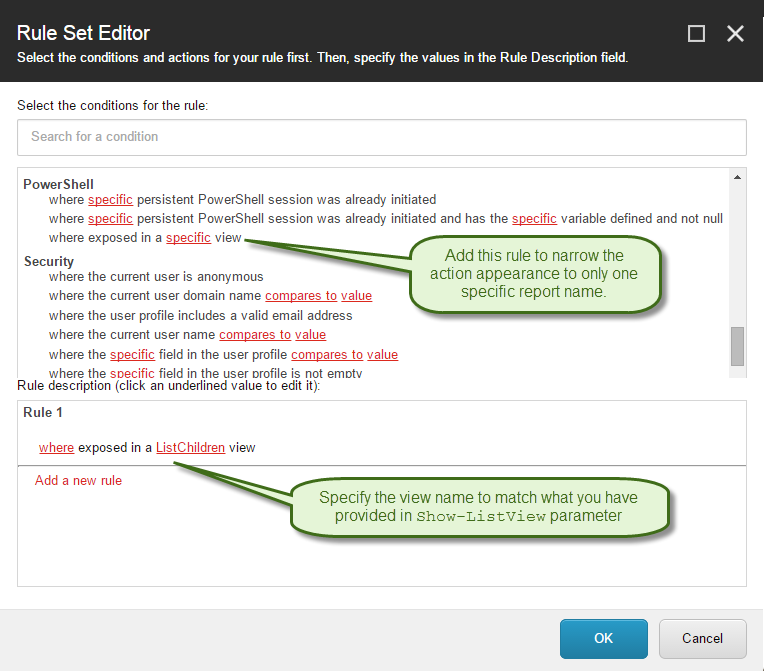 Rule Set Editor
Select the conditions and actions for your rule first. Then, specify the values in the Rule Description field.
Select the conditions for the rule:
Search for a condition
PowerShell
where specific persistent PowerShell session was already initiated
where specific persistent PowerShell session was already initiated and has the specific variable defined and not null
where exposed in a specific view
Add this rule to narrow the
action appearance to only one
specific report name.
Security
where the current user is anonymous
where the current user domain name compares to value
where the user profile includes a valid email address
where the current user name compares to value
where the specific field in the user profile compares to value
where the specific field in the user profile is not empty
Rule description (click an underlined value to edit it):
Rule 1
where exposed in a ListChildren view
Add a new rule
Specify the view name to match what you have
provided in Show-ListView parameter
OK
Cancel